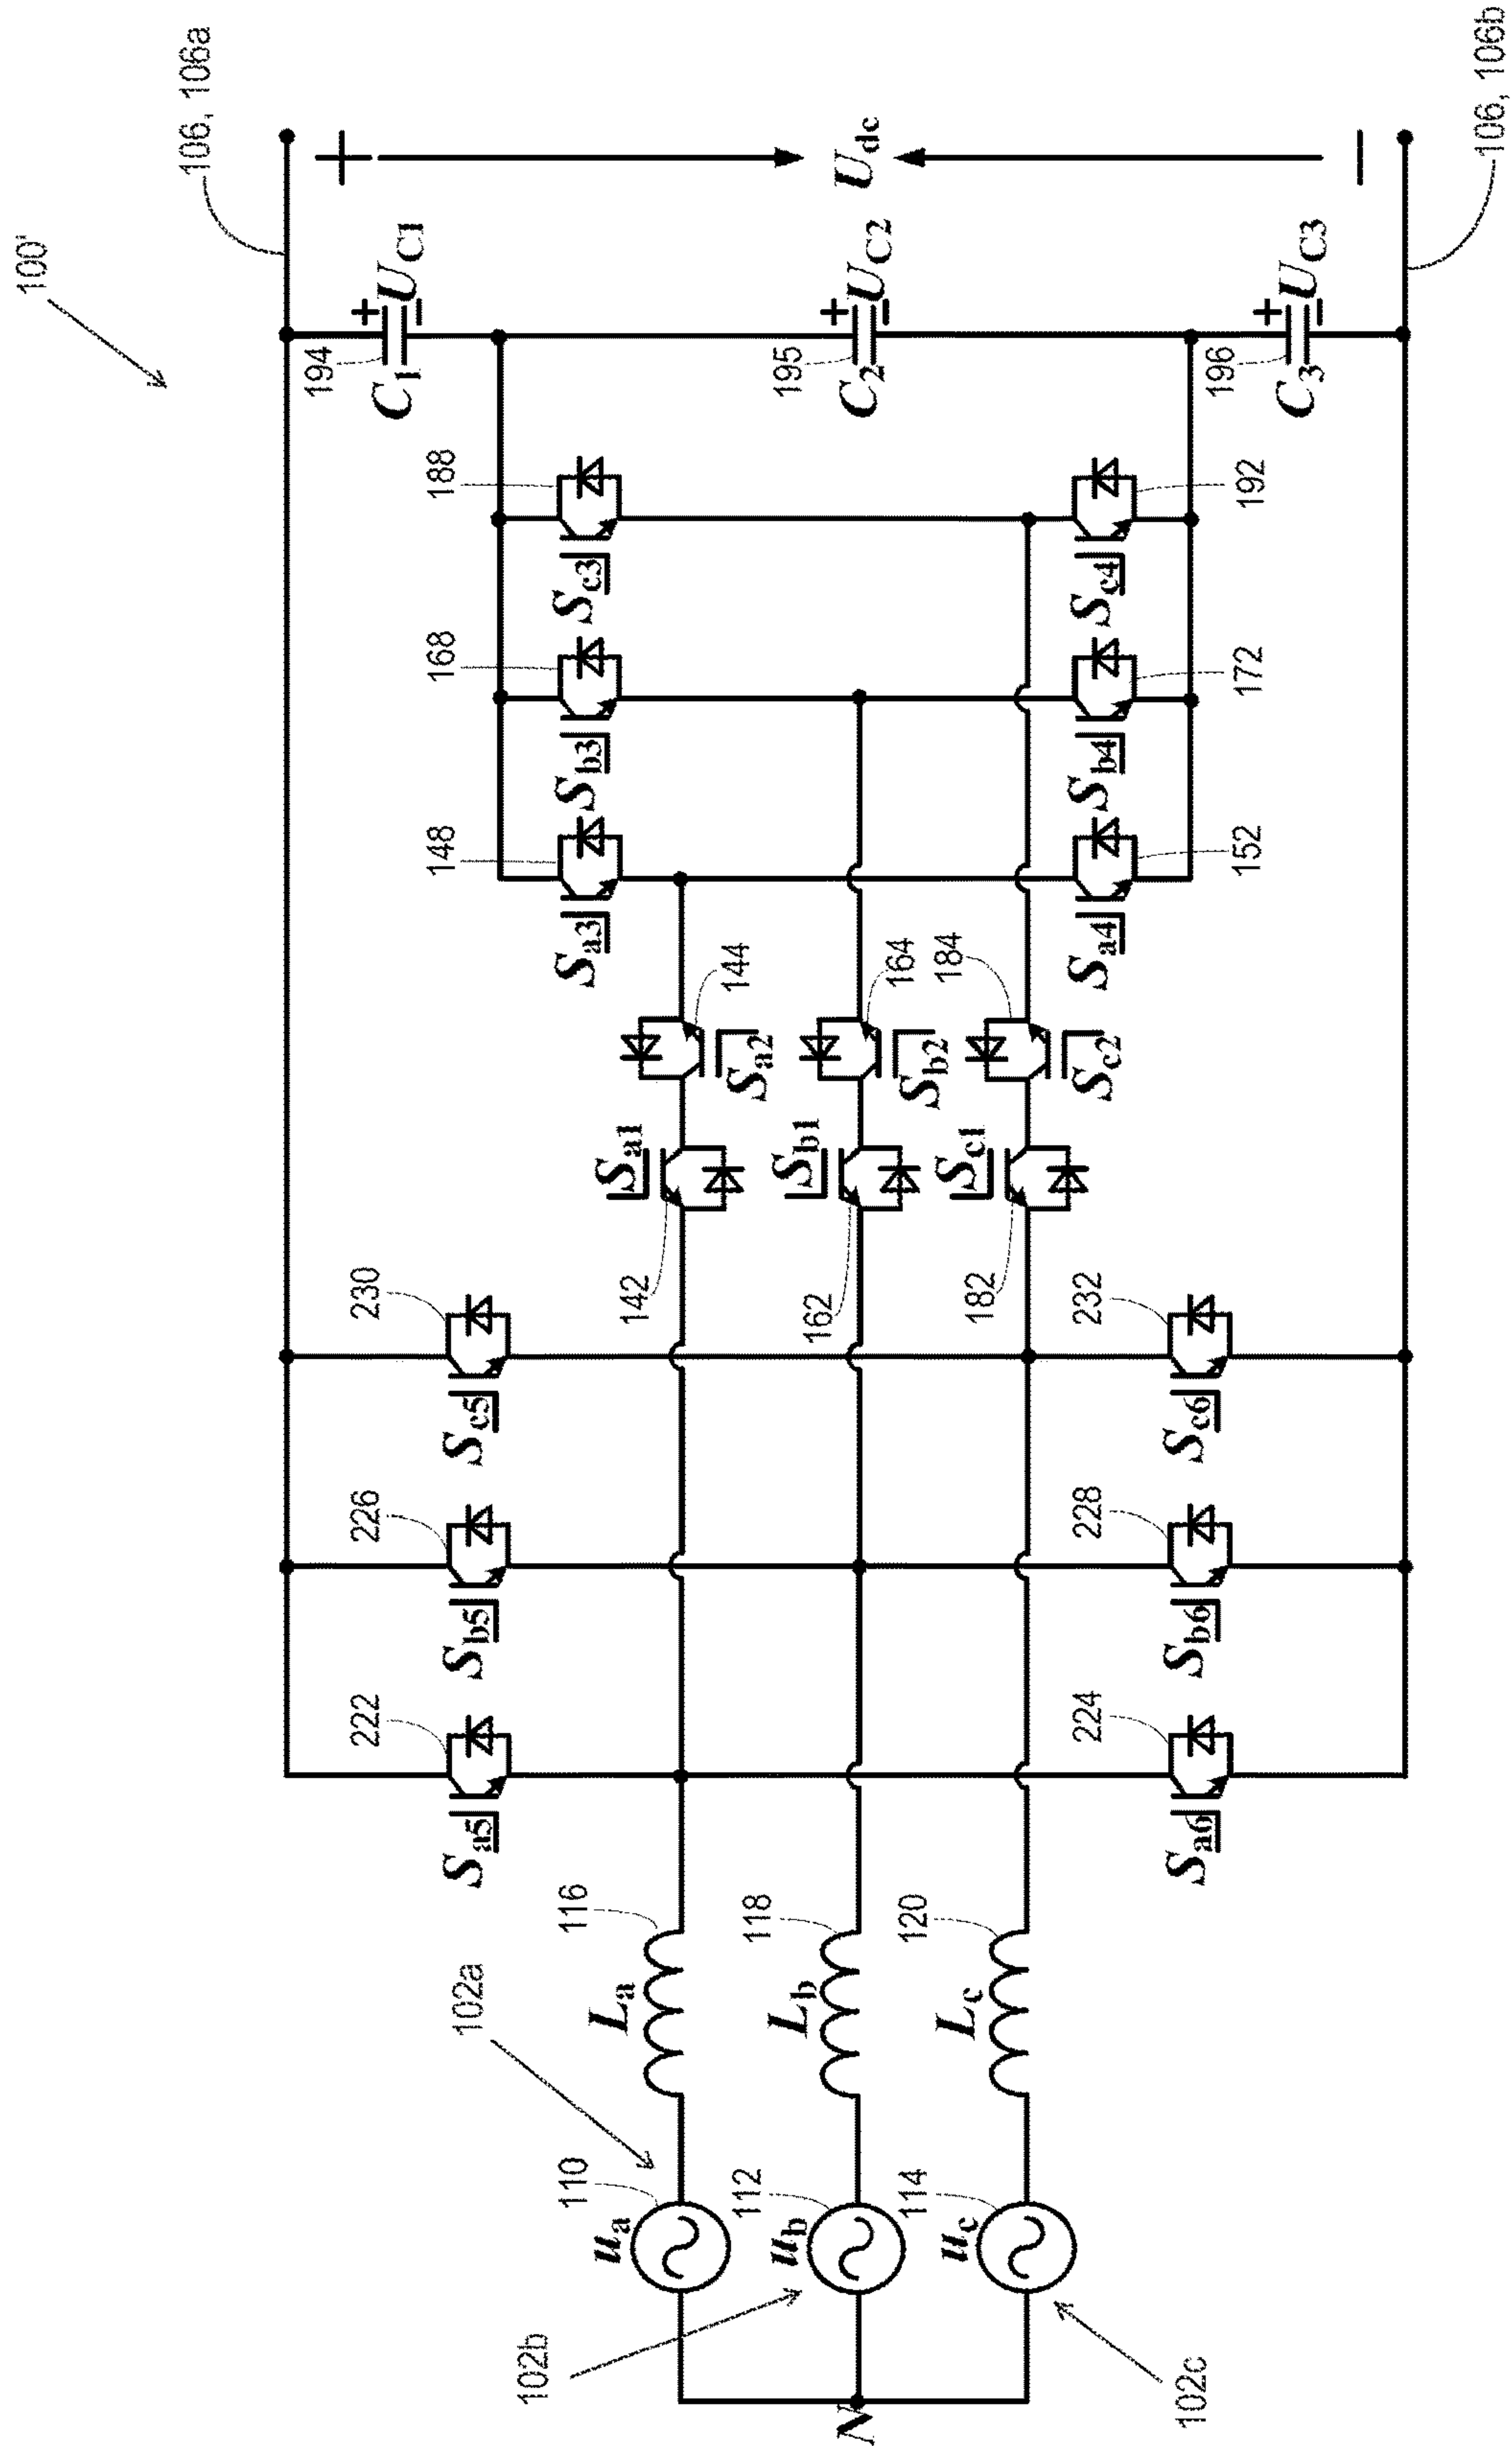 100'
106, 106a
230
226
222
S_c5
S_b5
S_a5
188
168
148
S_c3
S_b3
S_a3
194
C_1
U_C1
+
−
116
L_a
102a
110
u_a
142
S_a1
144
S_a2
118
L_b
112
u_b
102b
162
S_b1
164
S_b2
195
C_2
U_C2
+
−
+
U_dc
−
N
120
L_c
114
u_c
102c
182
S_c1
184
S_c2
232
228
224
S_c6
S_b6
S_a6
192
172
152
S_c4
S_b4
S_a4
196
C_3
U_C3
+
−
106, 106b